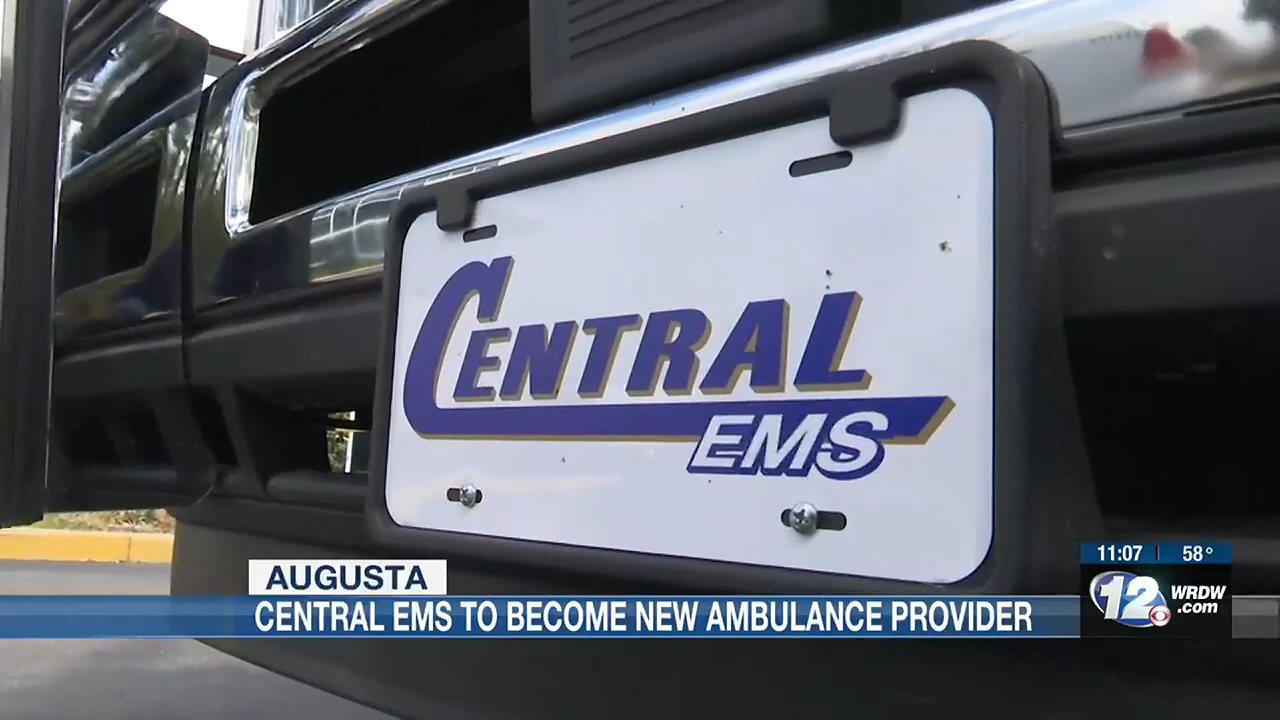 CENTRAL
EMS
AUGUSTA
CENTRAL EMS TO BECOME NEW AMBULANCE PROVIDER
11:07 | 58°
12 WRDW
.com